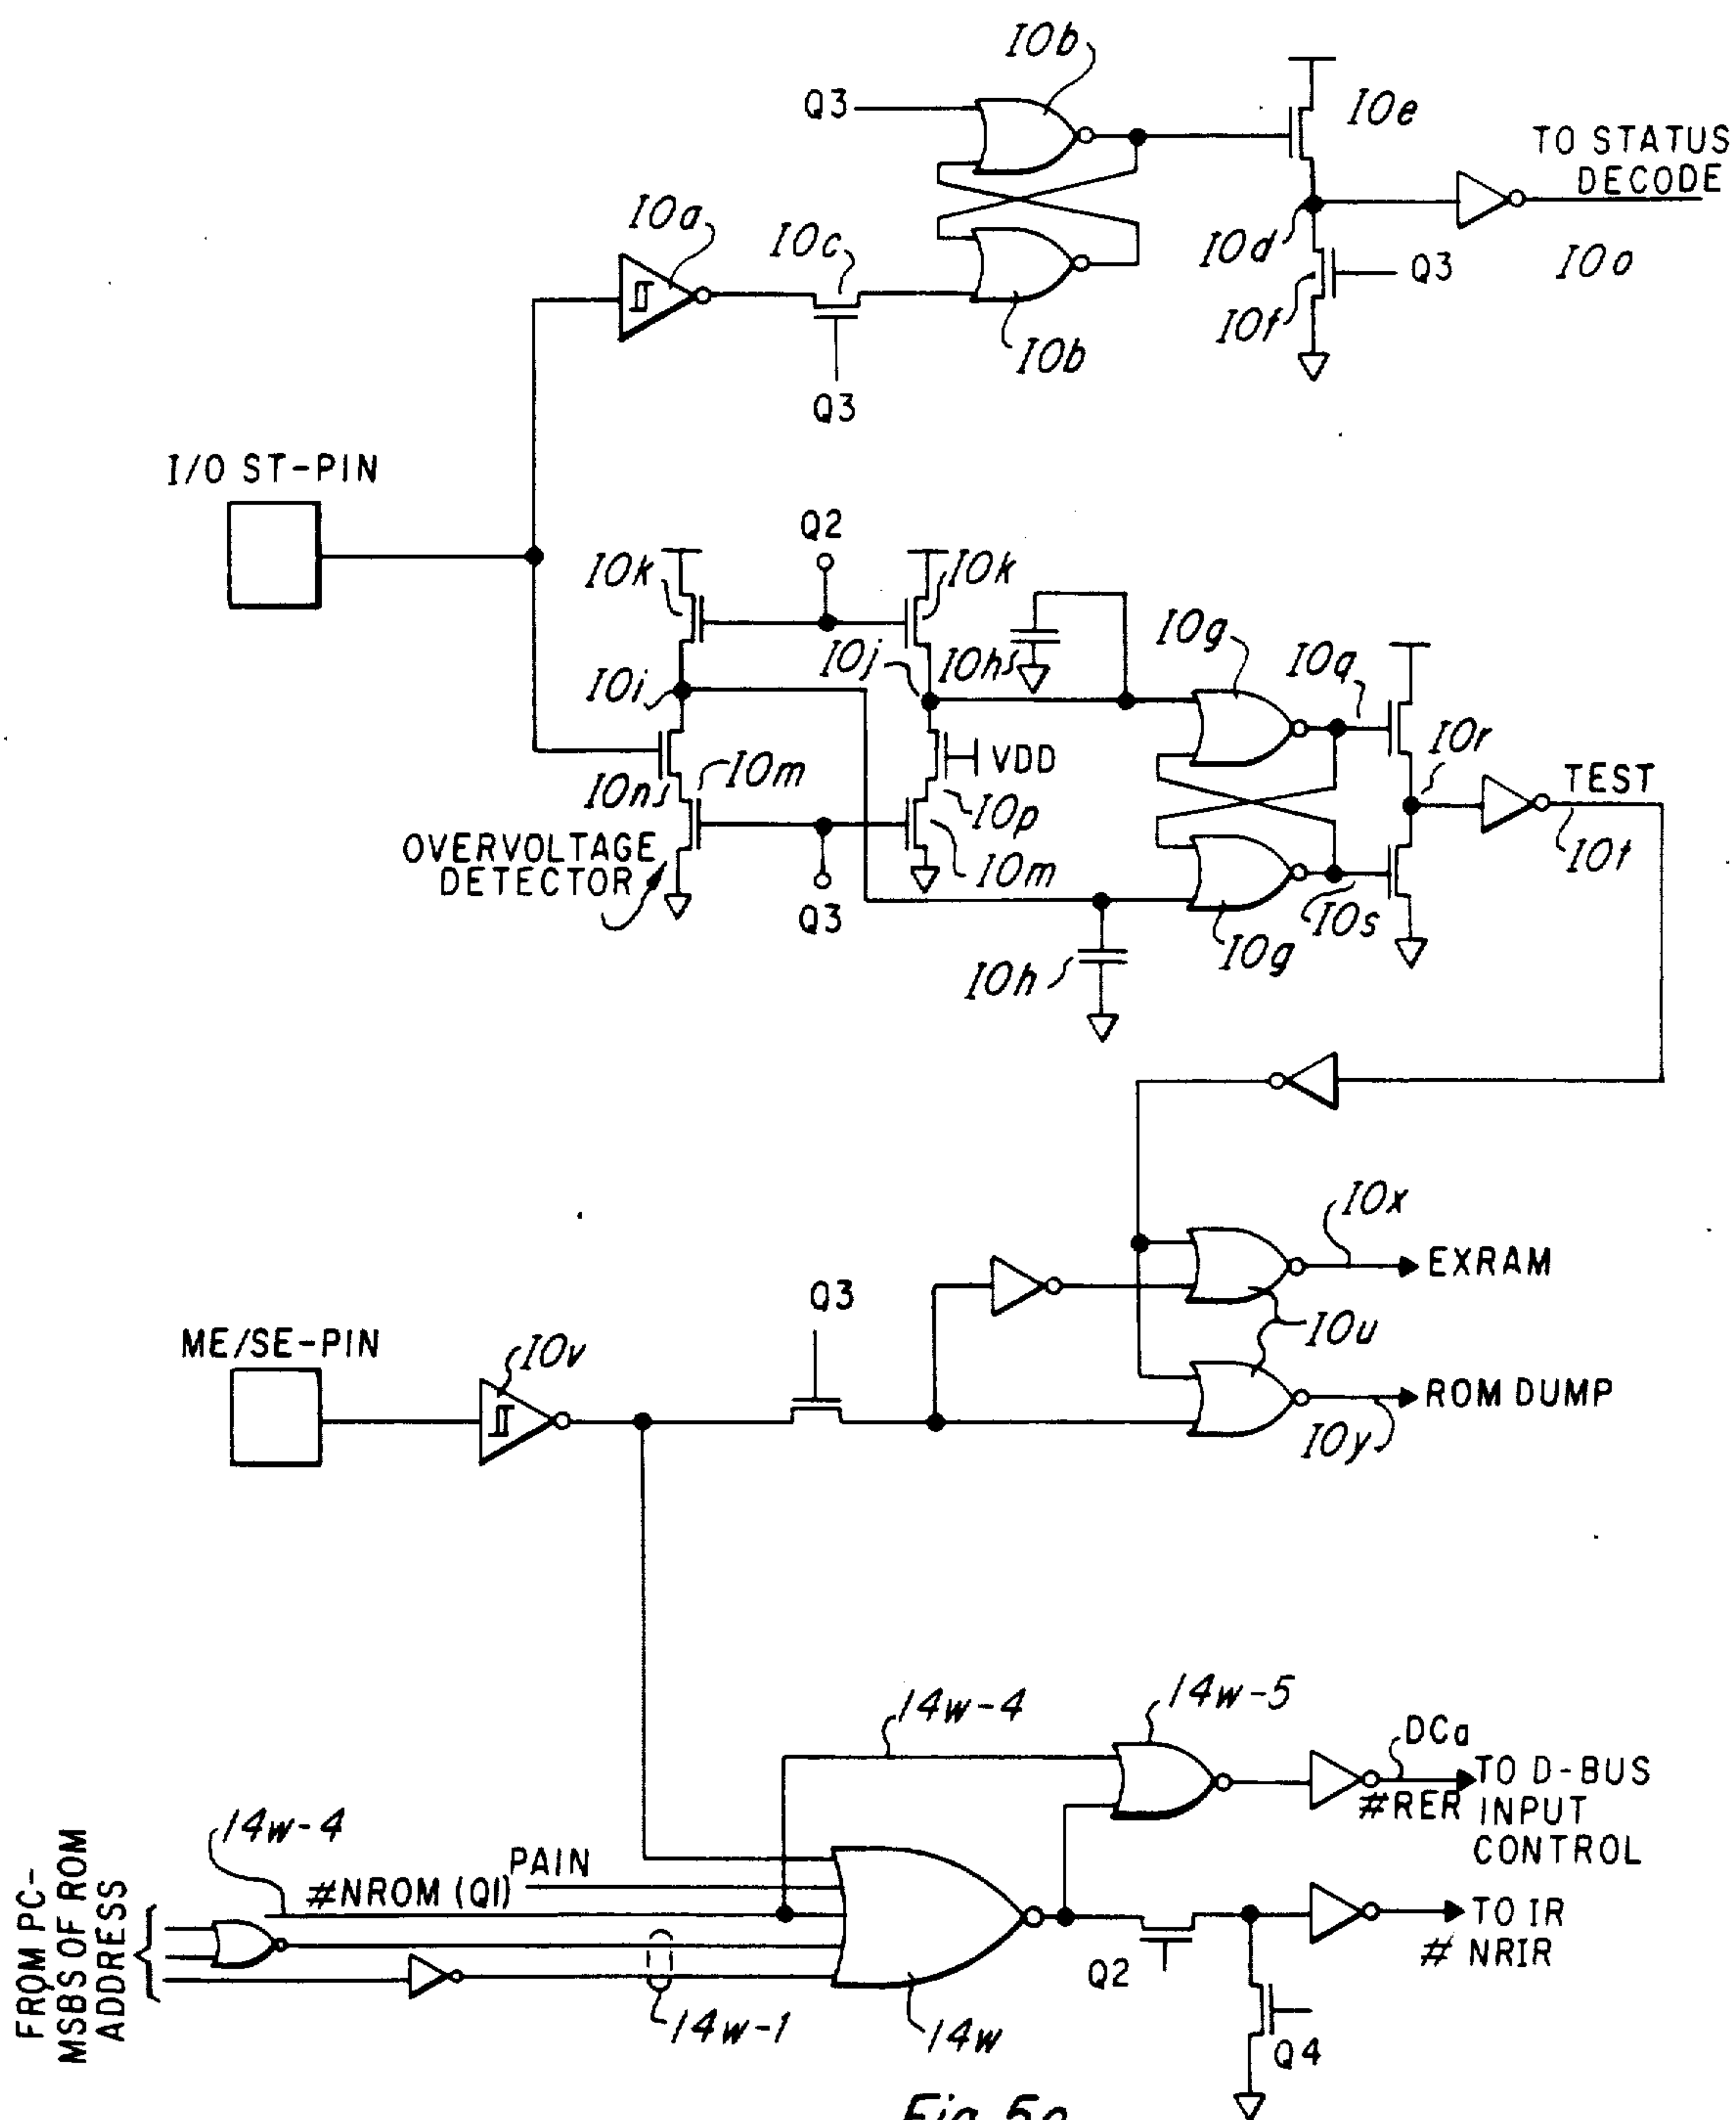 10b
Q3
10e
TO STATUS
DECODE
10a
10c
10d
Q3
10o
10f
10b
Q3
I/O ST-PIN
Q2
10k
10k
10g
10hs
10j
10q
10i
10r
VDD
TEST
10m
10ns
10p
OVERVOLTAGE
DETECTOR
10m
10t
Q3
10s
10g
10h
10x
EXRAM
Q3
10u
ME/SE-PIN
10v
ROM DUMP
10y
14w-4
14w-5
DCa
TO D-BUS
#RER INPUT
CONTROL
14w-4
PAIN
#NROM (Q1)
TO IR
# NRIR
FROM PC-
MSBS OF ROM
ADDRESS
Q2
14w-1
14w
Q4